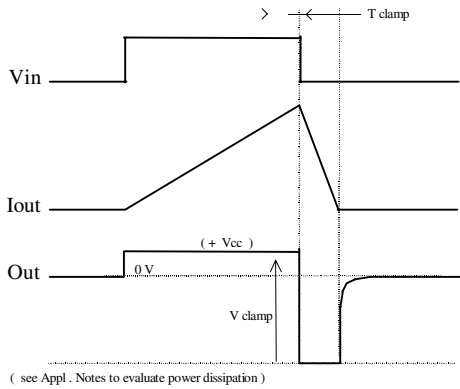 T clamp
Vin
Iout
( + Vcc )
Out
0 V
V clamp
( see Appl . Notes to evaluate power dissipation )